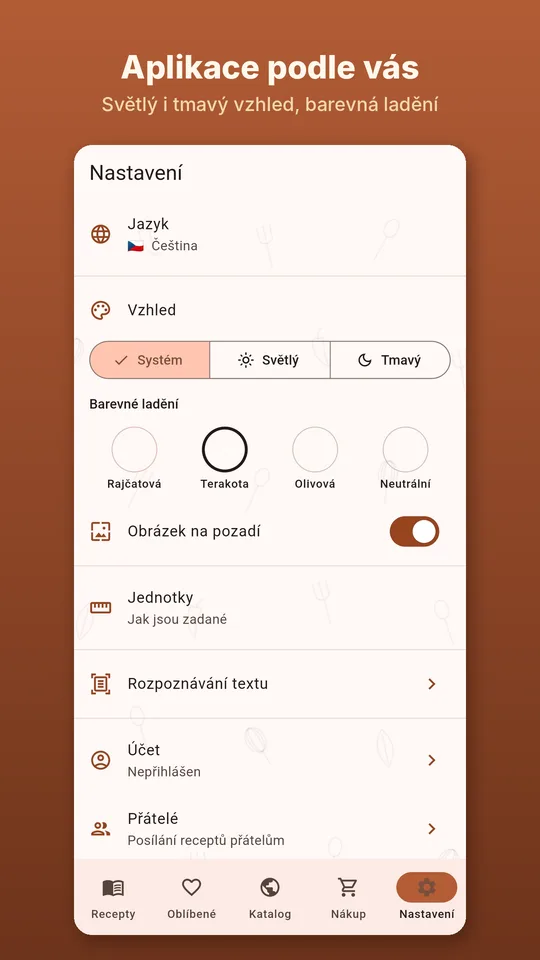 Aplikace podle vás
Světlý i tmavý vzhled, barevná ladění
Nastavení
Jazyk
Čeština
Vzhled
Systém
Světlý
Tmavý
Barevné ladění
Rajčatová
Terakota
Olivová
Neutrální
Obrázek na pozadí
Jednotky
Jak jsou zadané
Rozpoznávání textu
Účet
Nepřihlášen
Přátelé
Posílání receptů přátelům
Recepty
Oblíbené
Katalog
Nákup
Nastavení